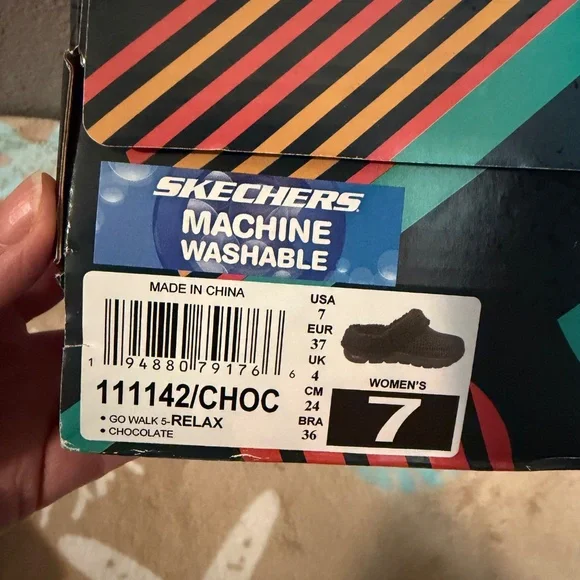 SKECHERS
MACHINE
WASHABLE
MADE IN CHINA
1 94880 79176 6
111142/CHOC
• GO WALK 5-RELAX
• CHOCOLATE
USA
7
EUR
37
UK
4
CM
24
BRA
36
WOMEN'S
7